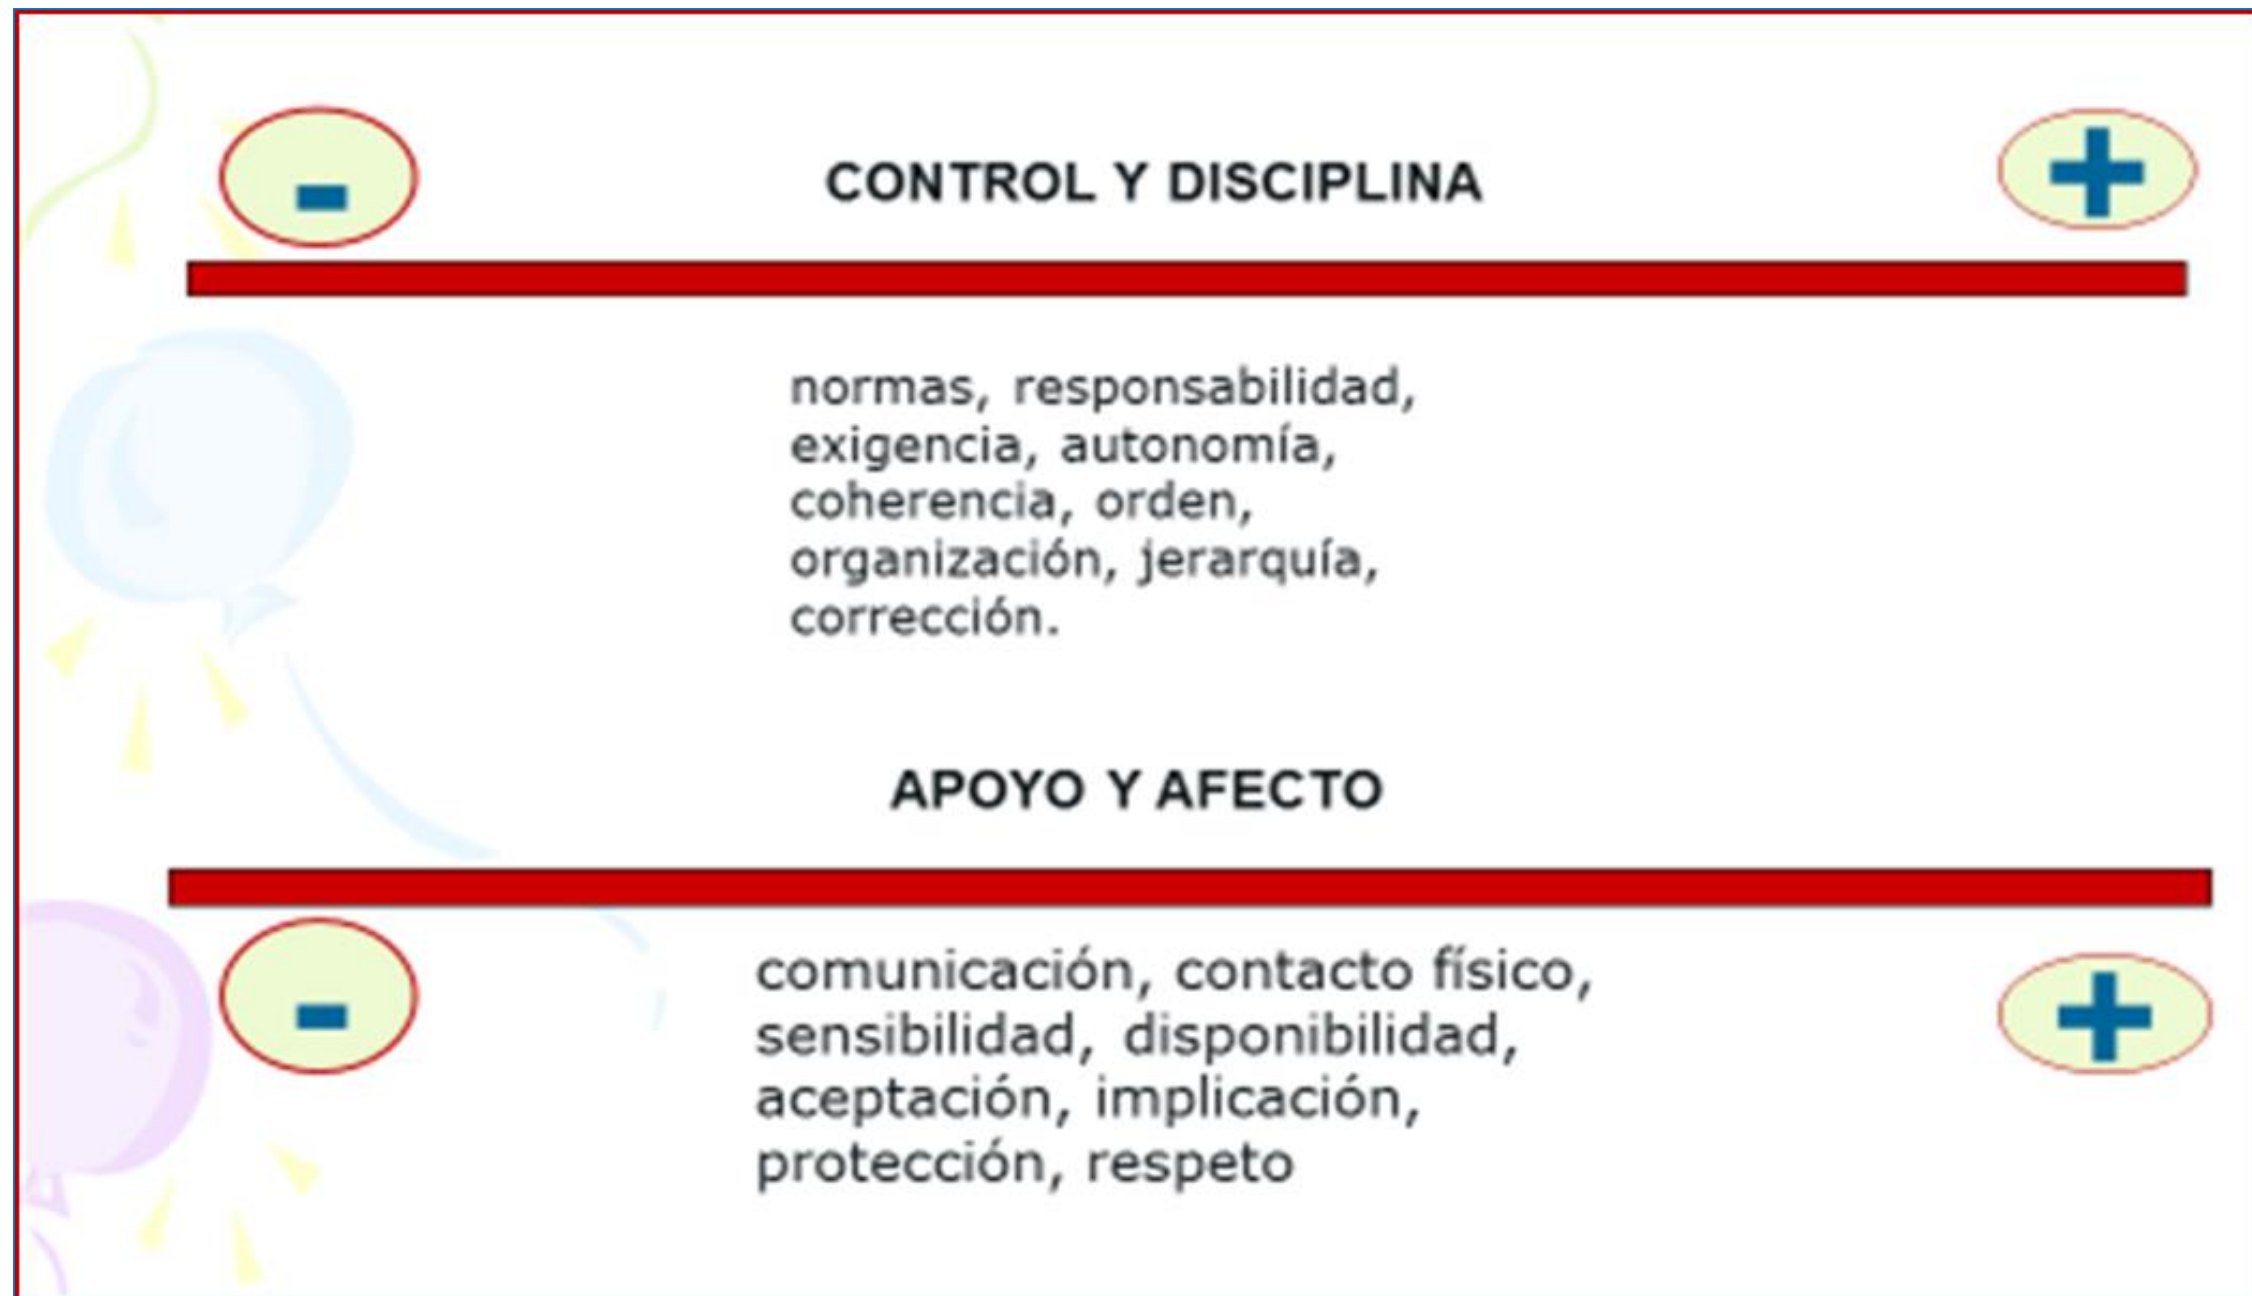 -
CONTROL Y DISCIPLINA
+
normas, responsabilidad,
exigencia, autonomía,
coherencia, orden,
organización, jerarquía,
corrección.
APOYO Y AFECTO
-
+
comunicación, contacto físico,
sensibilidad, disponibilidad,
aceptación, implicación,
protección, respeto